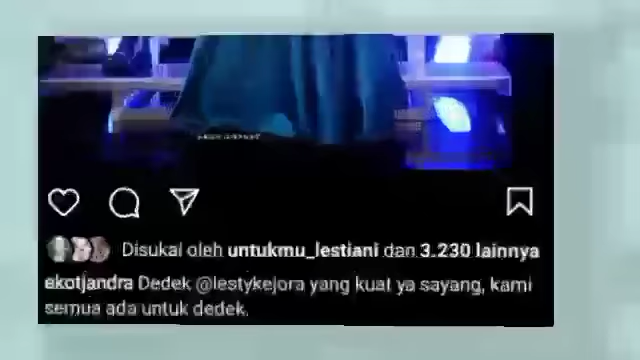 Disukai oleh untukmu_lestiani dan 3.230 lainnya
ekotjandra Dedek @lestykejora yang kuat ya sayang, kami
semua ada untuk dedek.